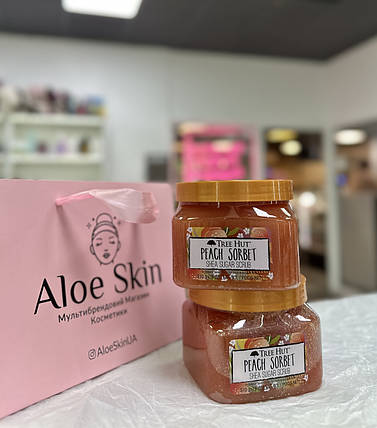 Aloe Skin
Мультибрендовий Магазин
Косметики
@AloeSkinUA
TREE HUT
PEACH SORBET
SHEA SUGAR SCRUB
TREE HUT
PEACH SORBET
SHEA SUGAR SCRUB